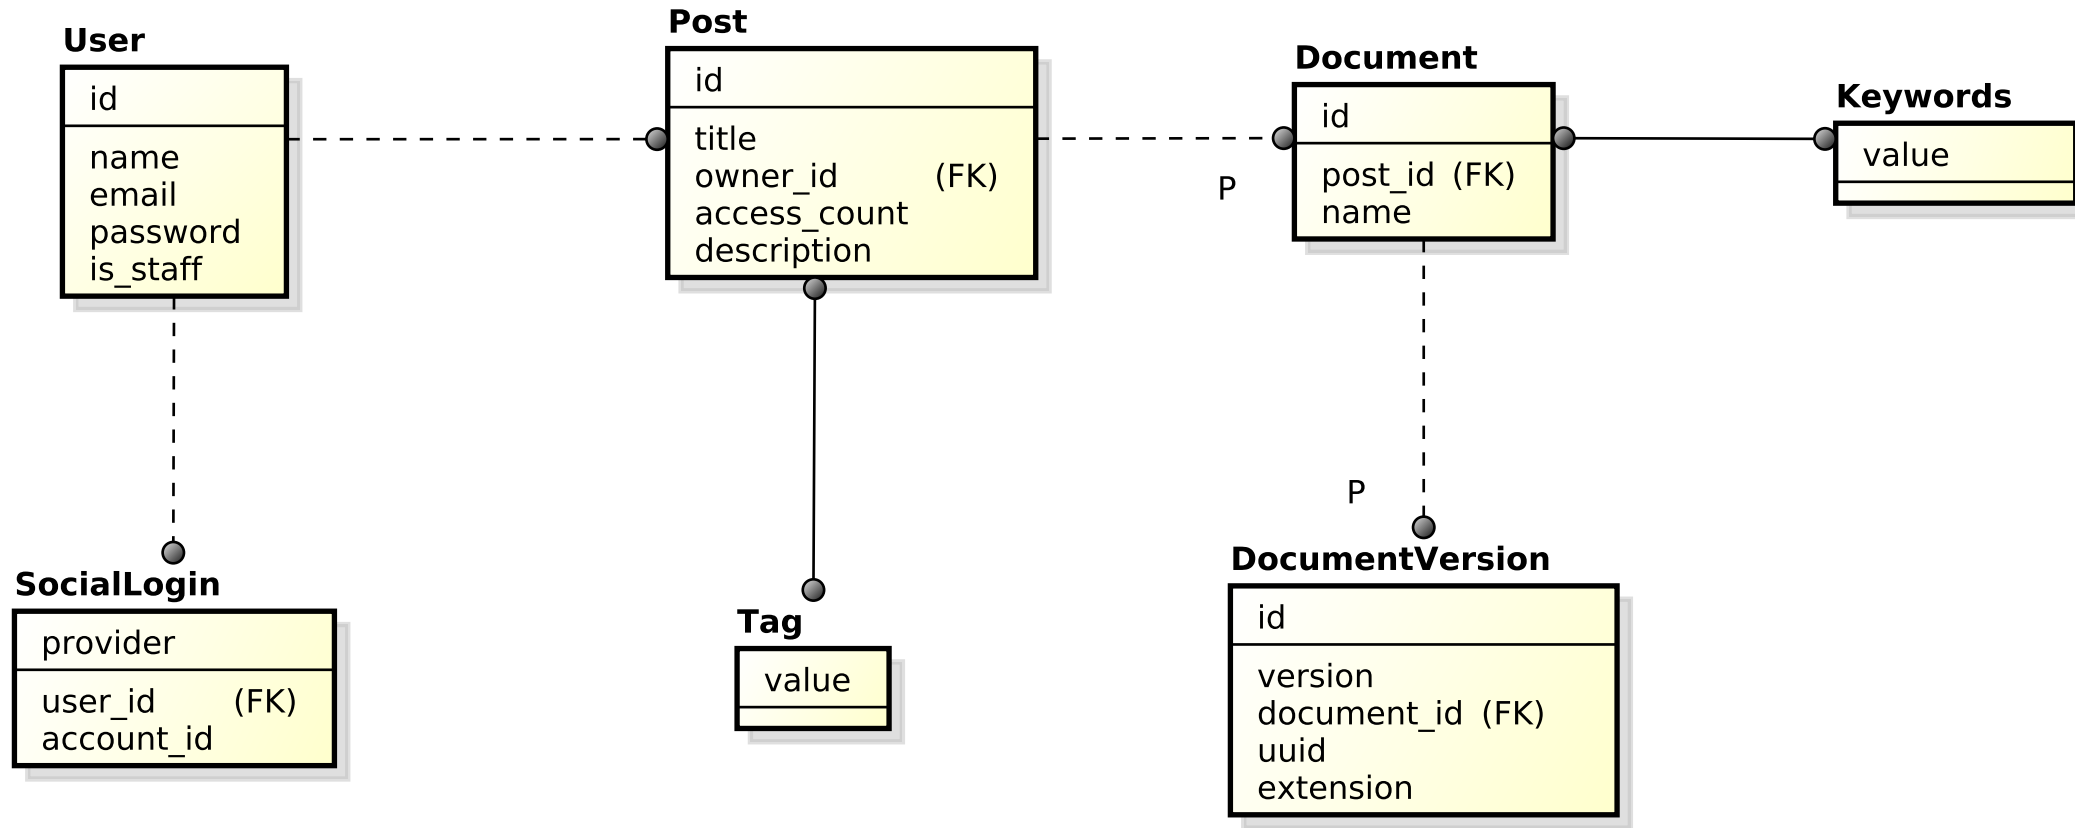 User
id
name
email
password
is_staff
Post
id
title
owner_id (FK)
access_count
description
P
Document
id
post_id (FK)
name
Keywords
value
SocialLogin
provider
user_id (FK)
account_id
Tag
value
P
DocumentVersion
id
version
document_id (FK)
uuid
extension